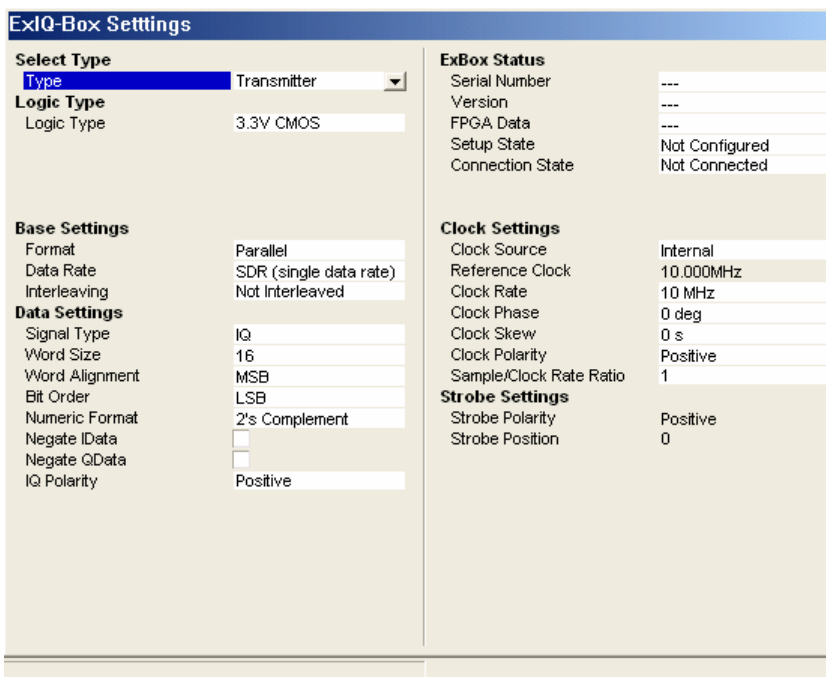 ExIQ-Box Setttings
Select Type
Type Transmitter
Logic Type
Logic Type 3.3V CMOS
Base Settings
Format Parallel
Data Rate SDR (single data rate)
Interleaving Not Interleaved
Data Settings
Signal Type IQ
Word Size 16
Word Alignment MSB
Bit Order LSB
Numeric Format 2's Complement
Negate IData
Negate QData
IQ Polarity Positive
ExBox Status
Serial Number ---
Version ---
FPGA Data ---
Setup State Not Configured
Connection State Not Connected
Clock Settings
Clock Source Internal
Reference Clock 10.000MHz
Clock Rate 10 MHz
Clock Phase 0 deg
Clock Skew 0 s
Clock Polarity Positive
Sample/Clock Rate Ratio 1
Strobe Settings
Strobe Polarity Positive
Strobe Position 0